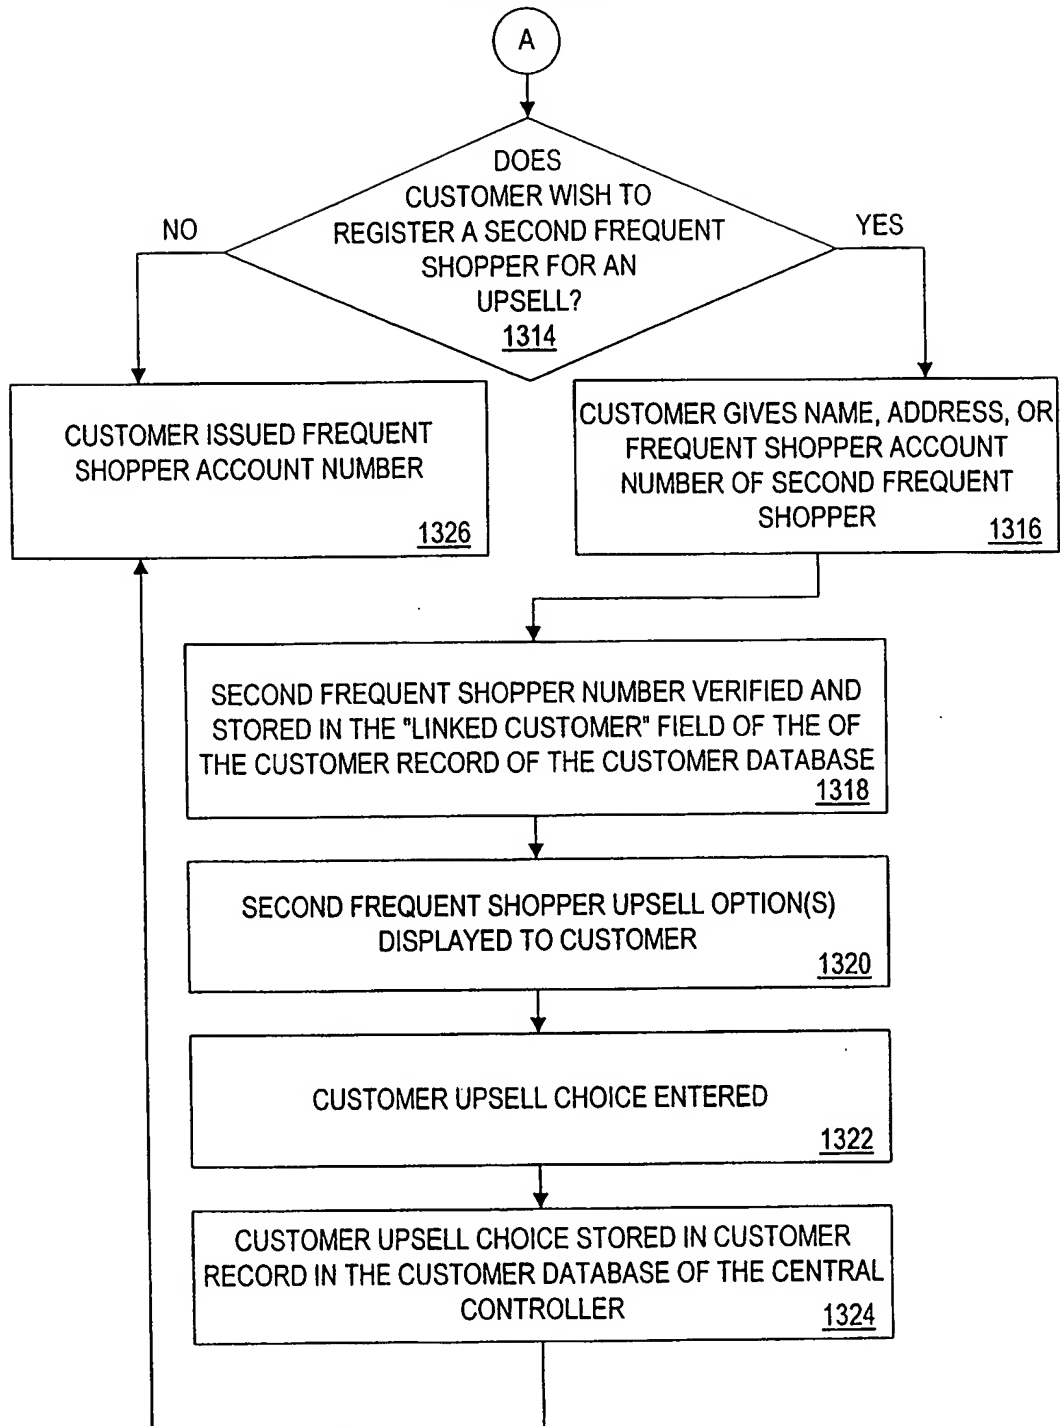 A
DOES
CUSTOMER WISH TO
REGISTER A SECOND FREQUENT
SHOPPER FOR AN
UPSELL?
1314
NO
YES
CUSTOMER ISSUED FREQUENT
SHOPPER ACCOUNT NUMBER
1326
CUSTOMER GIVES NAME, ADDRESS, OR
FREQUENT SHOPPER ACCOUNT
NUMBER OF SECOND FREQUENT
SHOPPER
1316
SECOND FREQUENT SHOPPER NUMBER VERIFIED AND
STORED IN THE "LINKED CUSTOMER" FIELD OF THE OF
THE CUSTOMER RECORD OF THE CUSTOMER DATABASE
1318
SECOND FREQUENT SHOPPER UPSELL OPTION(S)
DISPLAYED TO CUSTOMER
1320
CUSTOMER UPSELL CHOICE ENTERED
1322
CUSTOMER UPSELL CHOICE STORED IN CUSTOMER
RECORD IN THE CUSTOMER DATABASE OF THE CENTRAL
CONTROLLER
1324